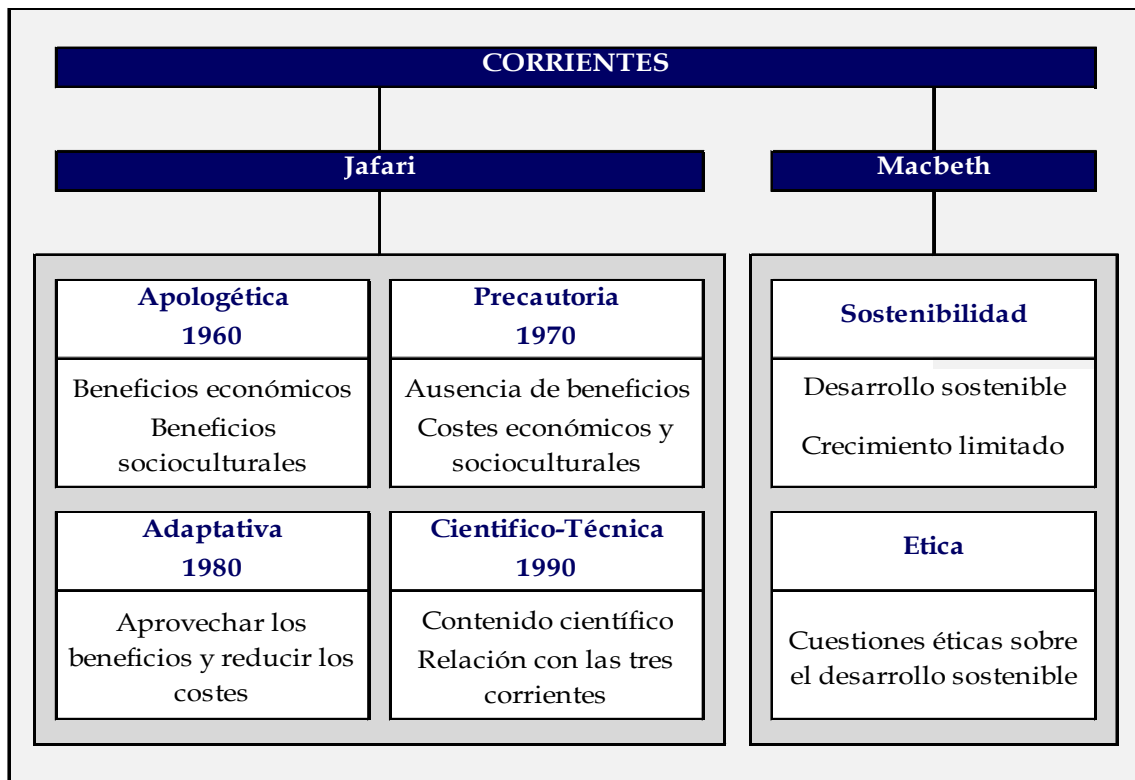 CORRIENTES
Jafari
Macbeth
Apologética
1960
Beneficios económicos
Beneficios
socioculturales
Precautoria
1970
Ausencia de beneficios
Costes económicos y
socioculturales
Adaptativa
1980
Aprovechar los
beneficios y reducir los
costes
Cientifico-Técnica
1990
Contenido científico
Relación con las tres
corrientes
Sostenibilidad
Desarrollo sostenible
Crecimiento limitado
Etica
Cuestiones éticas sobre
el desarrollo sostenible